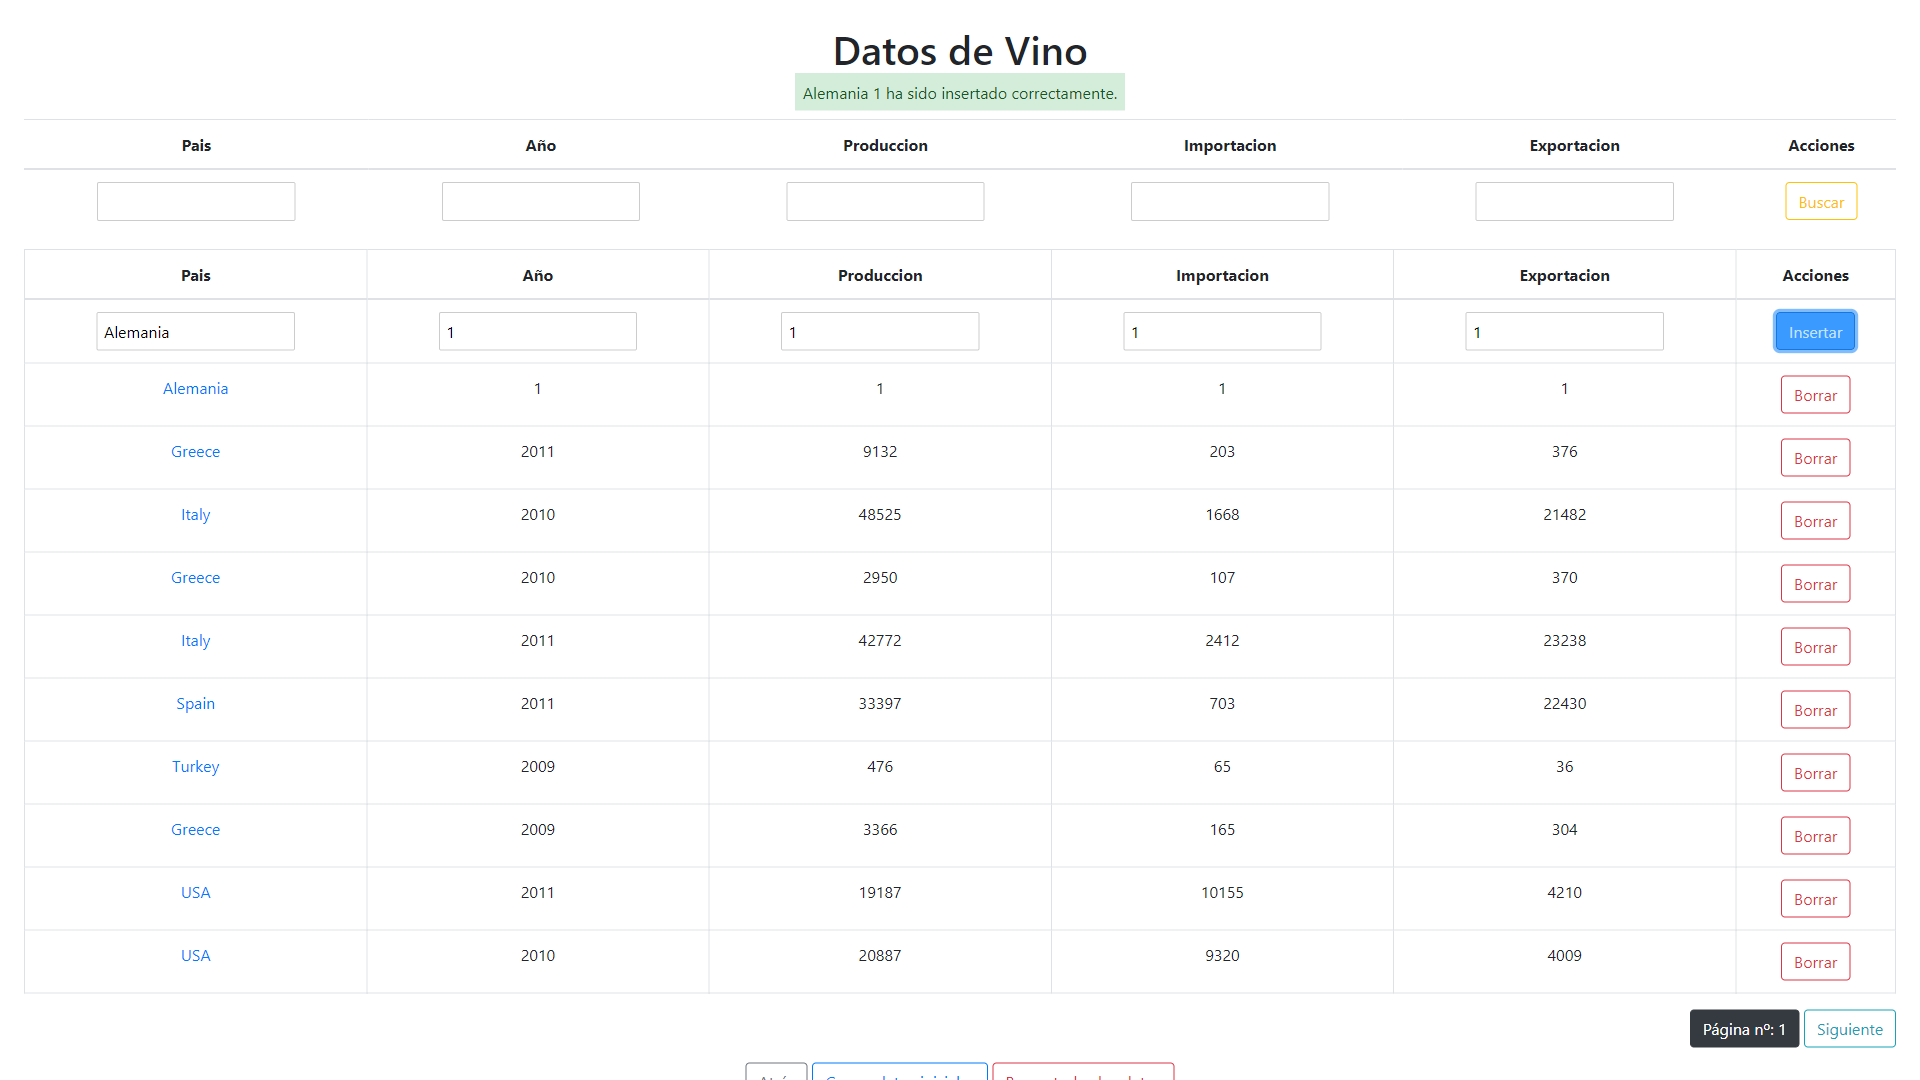 Datos de Vino
Alemania 1 ha sido insertado correctamente.
Pais Año Produccion Importacion Exportacion Acciones
Buscar
Pais Año Produccion Importacion Exportacion Acciones
Alemania 1 1 1 1 Insertar
Alemania 1 1 1 1 Borrar
Greece 2011 9132 203 376 Borrar
Italy 2010 48525 1668 21482 Borrar
Greece 2010 2950 107 370 Borrar
Italy 2011 42772 2412 23238 Borrar
Spain 2011 33397 703 22430 Borrar
Turkey 2009 476 65 36 Borrar
Greece 2009 3366 165 304 Borrar
USA 2011 19187 10155 4210 Borrar
USA 2010 20887 9320 4009 Borrar
Página nº: 1 Siguiente